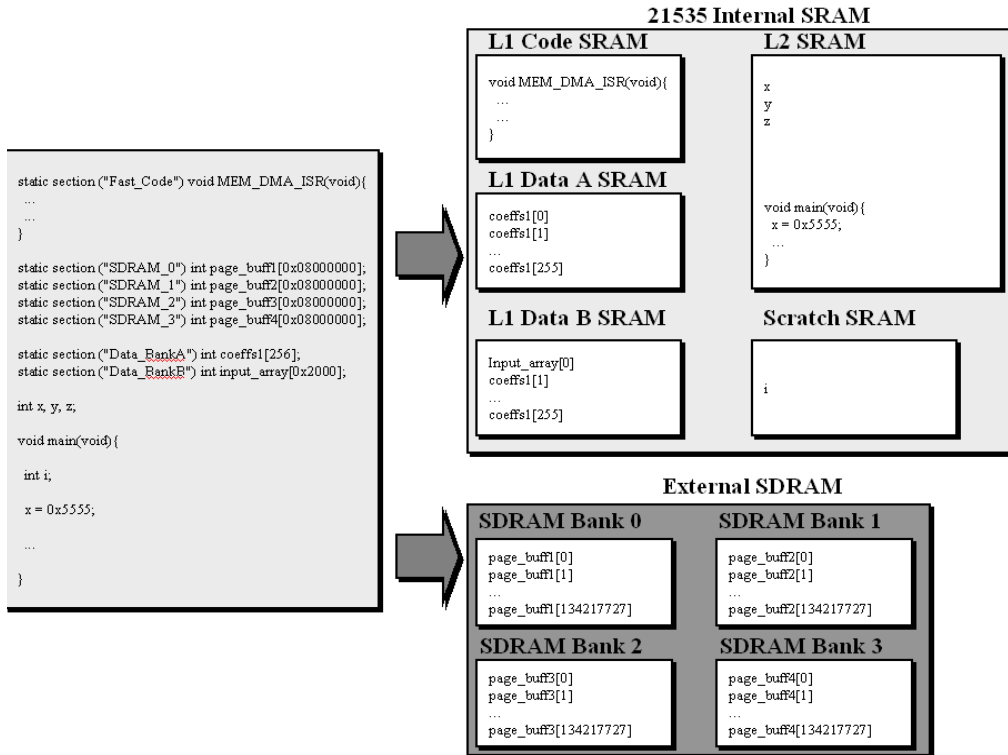 21535 Internal SRAM
L1 Code SRAM
void MEM_DMA_ISR(void){
...
...
}
L2 SRAM
x
y
z
void main(void){
x = 0x5555;
...
}
L1 Data A SRAM
coeffs1[0]
coeffs1[1]
...
coeffs1[255]
L1 Data B SRAM
Input_array[0]
coeffs1[1]
...
coeffs1[255]
Scratch SRAM
i
static section ("Fast_Code") void MEM_DMA_ISR(void){
...
...
}
static section ("SDRAM_0") int page_buff1[0x08000000];
static section ("SDRAM_1") int page_buff2[0x08000000];
static section ("SDRAM_2") int page_buff3[0x08000000];
static section ("SDRAM_3") int page_buff4[0x08000000];
static section ("Data_BankA") int coeffs1[256];
static section ("Data_BankB") int input_array[0x2000];
int x, y, z;
void main(void){
int i;
x = 0x5555;
...
}
External SDRAM
SDRAM Bank 0
page_buff1[0]
page_buff1[1]
...
page_buff1[134217727]
SDRAM Bank 1
page_buff2[0]
page_buff2[1]
...
page_buff2[134217727]
SDRAM Bank 2
page_buff3[0]
page_buff3[1]
...
page_buff3[134217727]
SDRAM Bank 3
page_buff4[0]
page_buff4[1]
...
page_buff4[134217727]